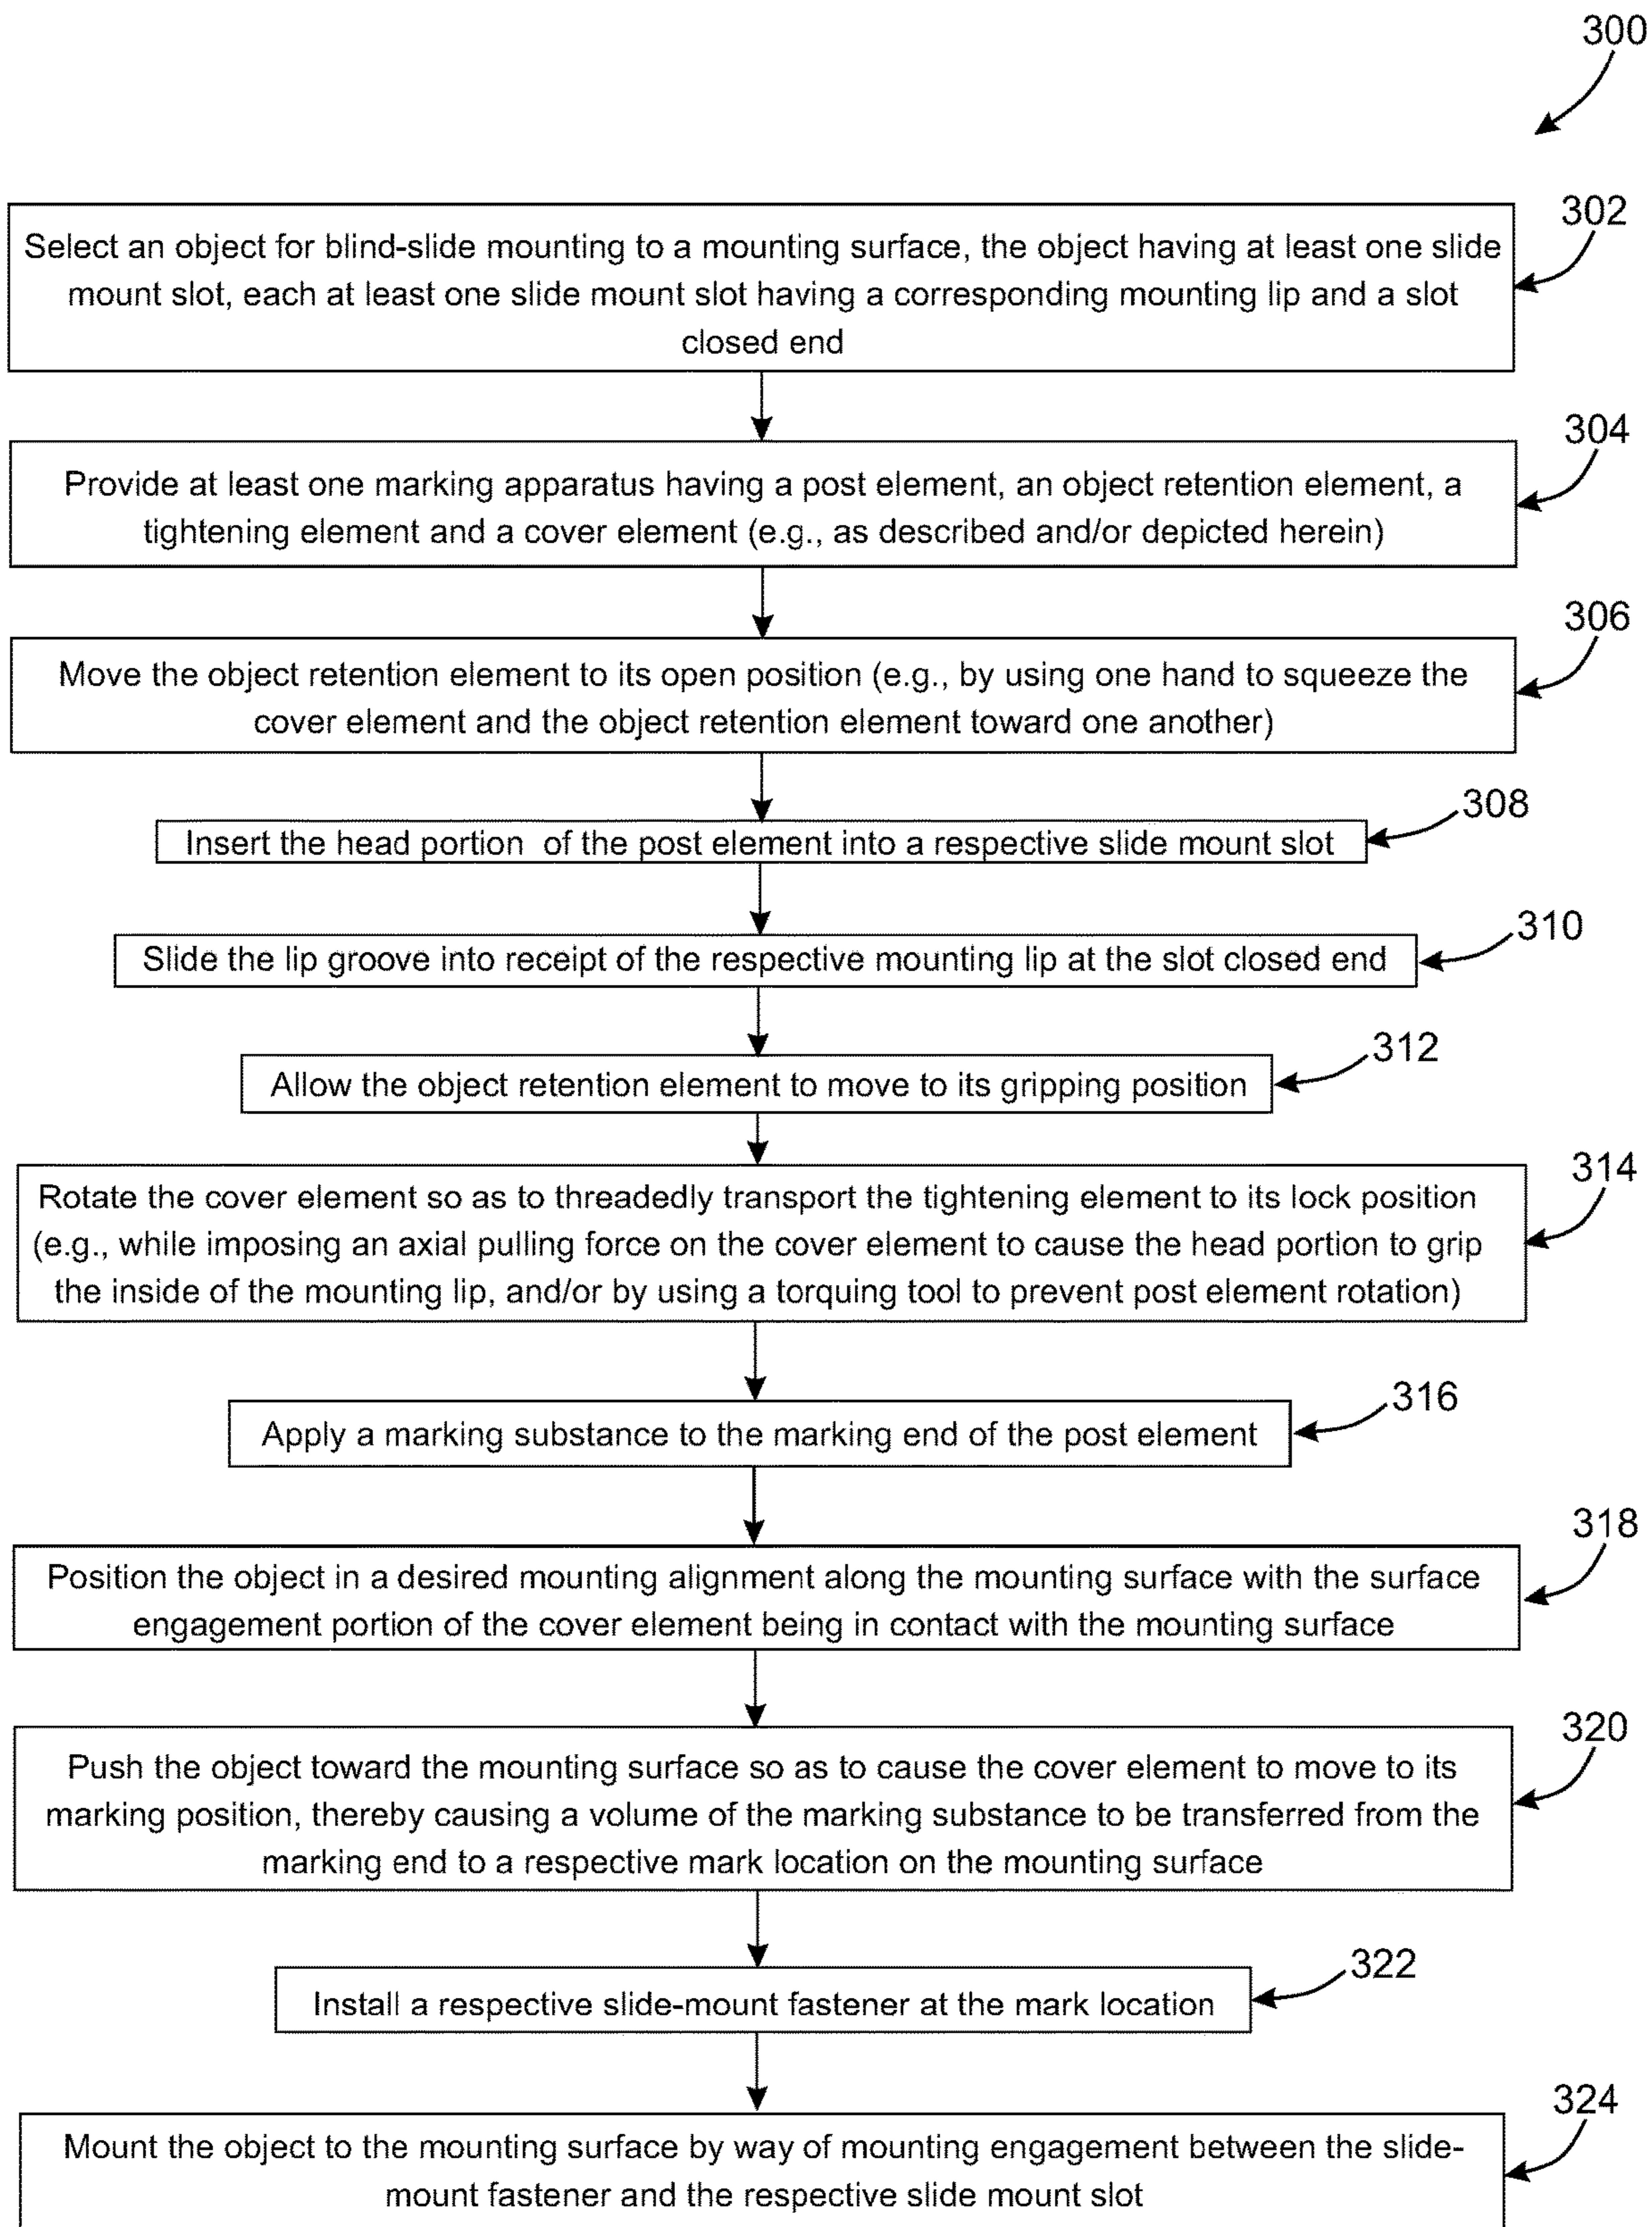 300
302
Select an object for blind-slide mounting to a mounting surface, the object having at least one slide
mount slot, each at least one slide mount slot having a corresponding mounting lip and a slot
closed end
304
Provide at least one marking apparatus having a post element, an object retention element, a
tightening element and a cover element (e.g., as described and/or depicted herein)
306
Move the object retention element to its open position (e.g., by using one hand to squeeze the
cover element and the object retention element toward one another)
308
Insert the head portion of the post element into a respective slide mount slot
310
Slide the lip groove into receipt of the respective mounting lip at the slot closed end
312
Allow the object retention element to move to its gripping position
314
Rotate the cover element so as to threadedly transport the tightening element to its lock position
(e.g., while imposing an axial pulling force on the cover element to cause the head portion to grip
the inside of the mounting lip, and/or by using a torquing tool to prevent post element rotation)
316
Apply a marking substance to the marking end of the post element
318
Position the object in a desired mounting alignment along the mounting surface with the surface
engagement portion of the cover element being in contact with the mounting surface
320
Push the object toward the mounting surface so as to cause the cover element to move to its
marking position, thereby causing a volume of the marking substance to be transferred from the
marking end to a respective mark location on the mounting surface
322
Install a respective slide-mount fastener at the mark location
324
Mount the object to the mounting surface by way of mounting engagement between the slide-
mount fastener and the respective slide mount slot